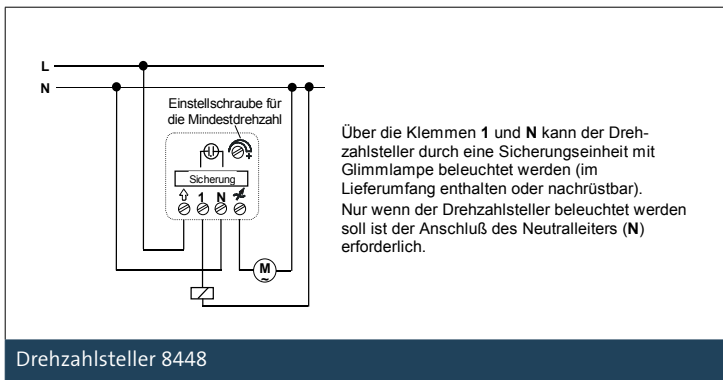 L
N
Einstellschraube für
die Mindestdrehzahl
+
Sicherung
1 N
M
~
Über die Klemmen 1 und N kann der Dreh-
zahlsteller durch eine Sicherungseinheit mit
Glimmlampe beleuchtet werden (im
Lieferumfang enthalten oder nachrüstbar).
Nur wenn der Drehzahlsteller beleuchtet werden
soll ist der Anschluß des Neutralleiters (N)
erforderlich.
Drehzahlsteller 8448